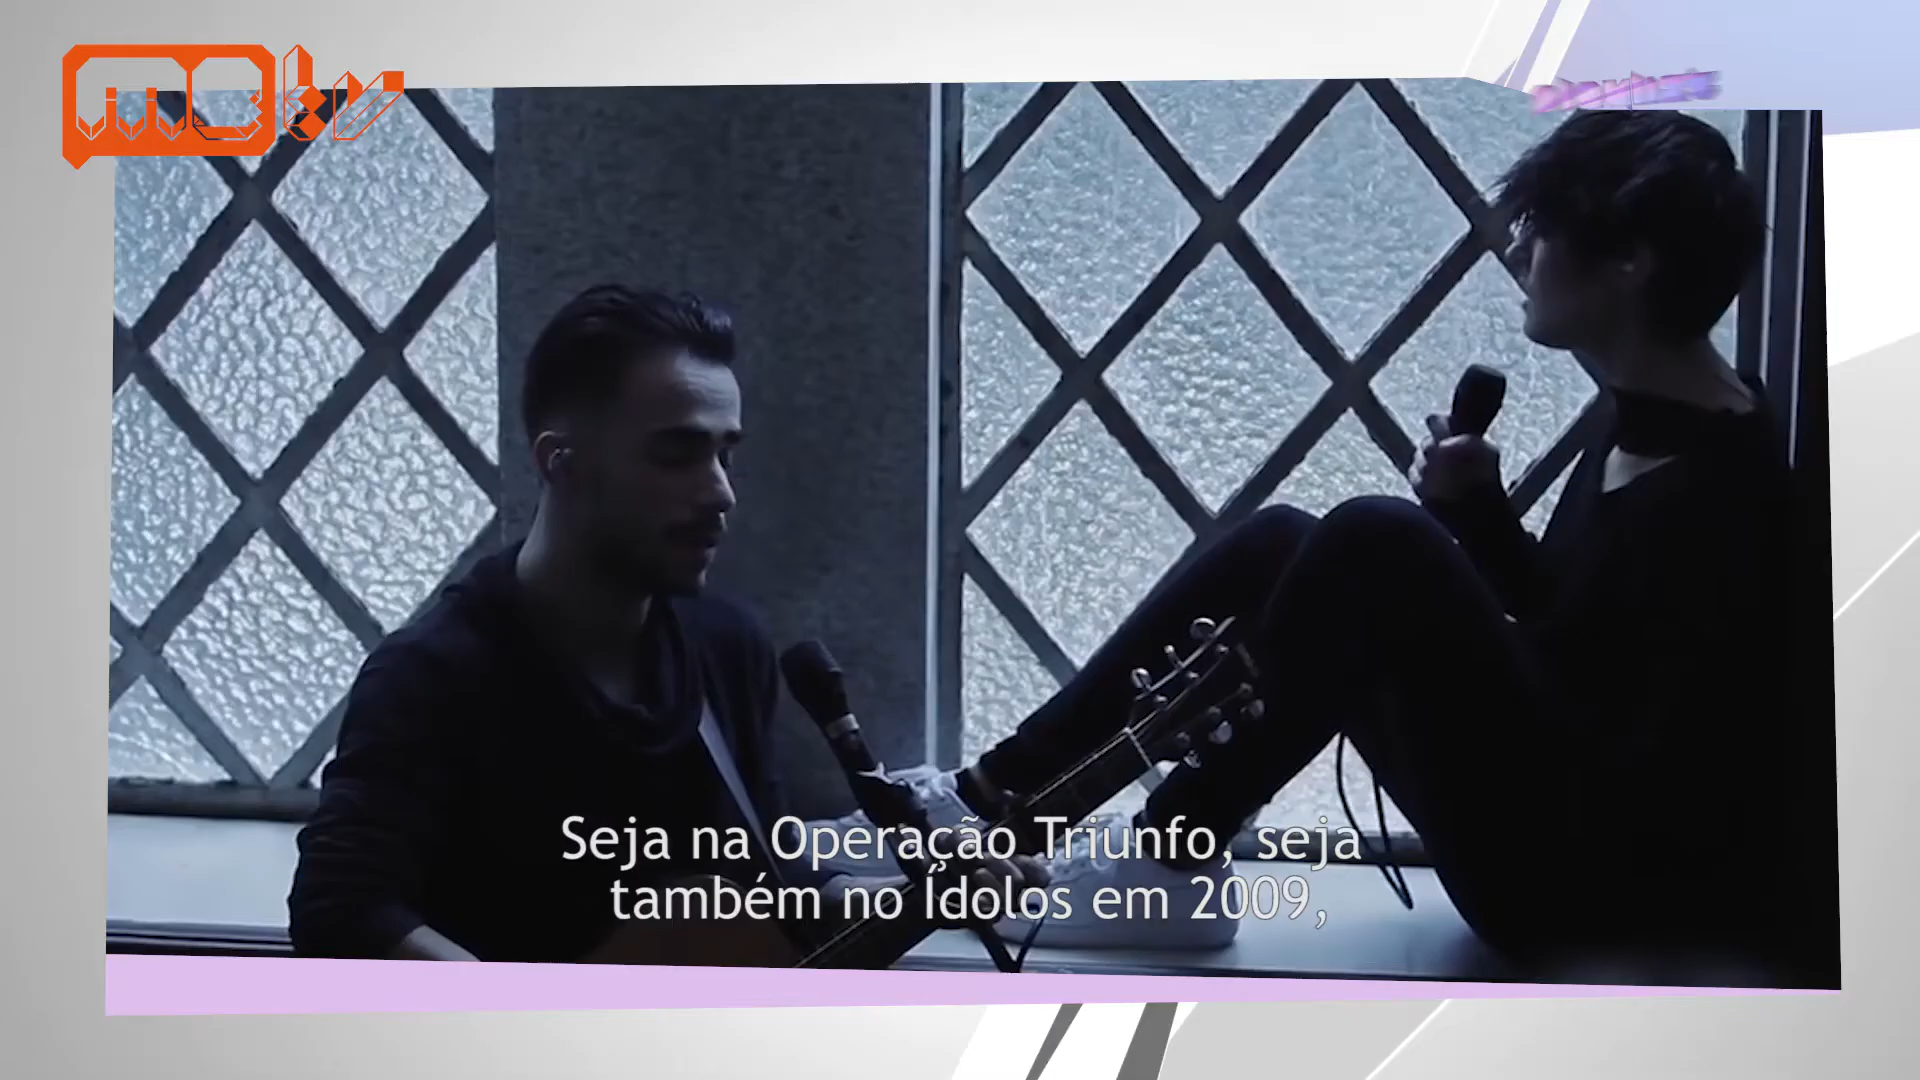 Seja na Operação Triunfo, seja
também no Ídolos em 2009,